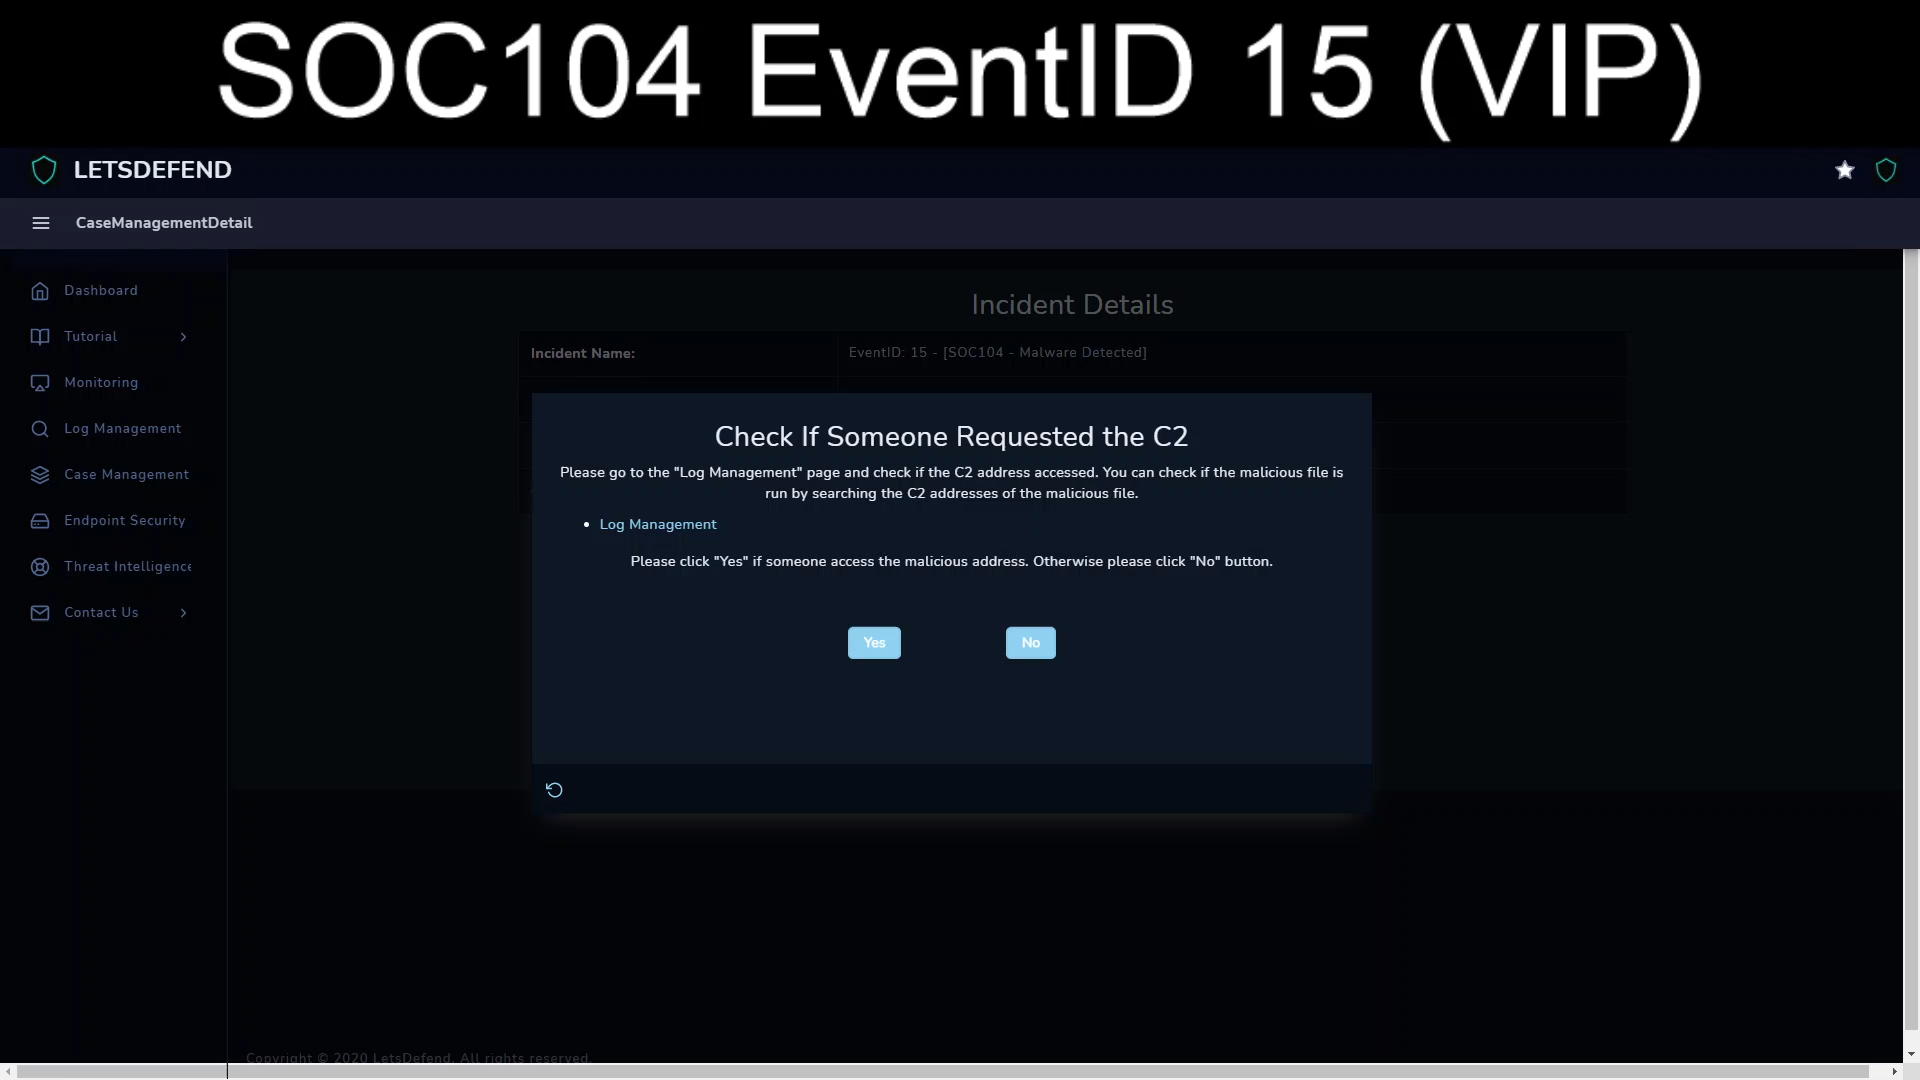 SOC104 EventID 15 (VIP)
LETSDEFEND
CaseManagementDetail
Dashboard
Tutorial
Monitoring
Log Management
Case Management
Endpoint Security
Threat Intelligence
Contact Us
Incident Details
Incident Name:
EventID: 15 - [SOC104 - Malware Detected]
Check If Someone Requested the C2
Please go to the "Log Management" page and check if the C2 address accessed. You can check if the malicious file is
run by searching the C2 addresses of the malicious file.
Log Management
Please click "Yes" if someone access the malicious address. Otherwise please click "No" button.
Yes
No
Copyright © 2020 LetsDefend. All rights reserved.